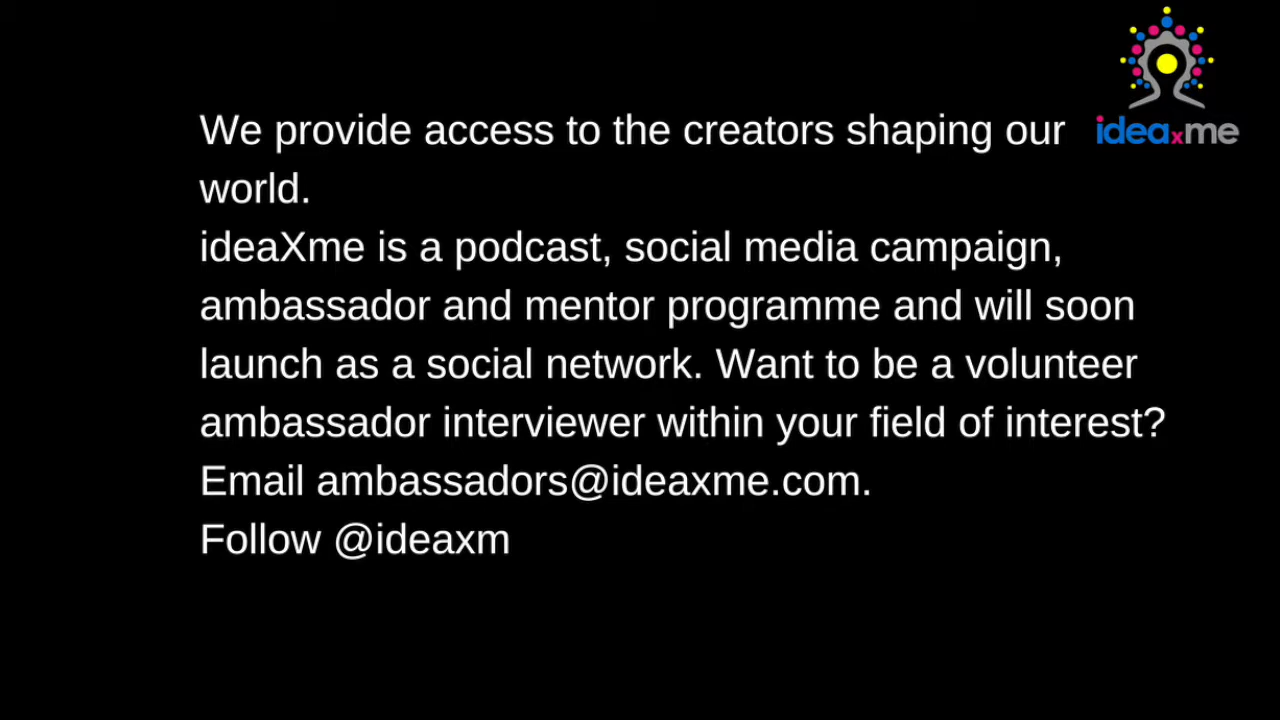 We provide access to the creators shaping our
world.
ideaXme is a podcast, social media campaign,
ambassador and mentor programme and will soon
launch as a social network. Want to be a volunteer
ambassador interviewer within your field of interest?
Email ambassadors@ideaxme.com.
Follow @ideaxm
ideaxme